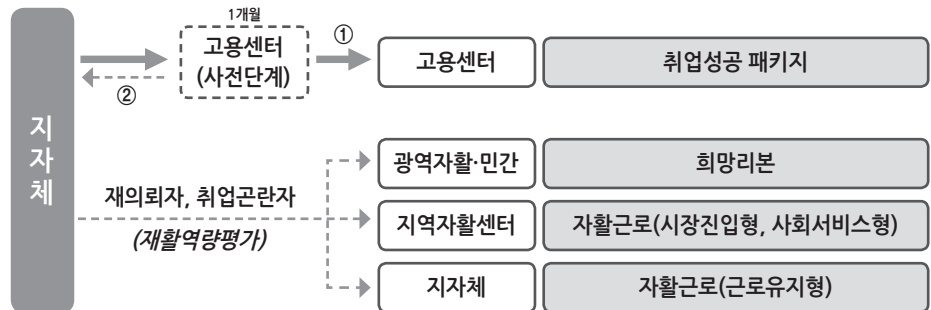 1개월
고용센터
(사전단계)
①
②
고용센터
취업성공 패키지
지
자
체
재의뢰자, 취업곤란자
(재활역량평가)
광역자활·민간
희망리본
지역자활센터
자활근로(시장진입형, 사회서비스형)
지자체
자활근로(근로유지형)